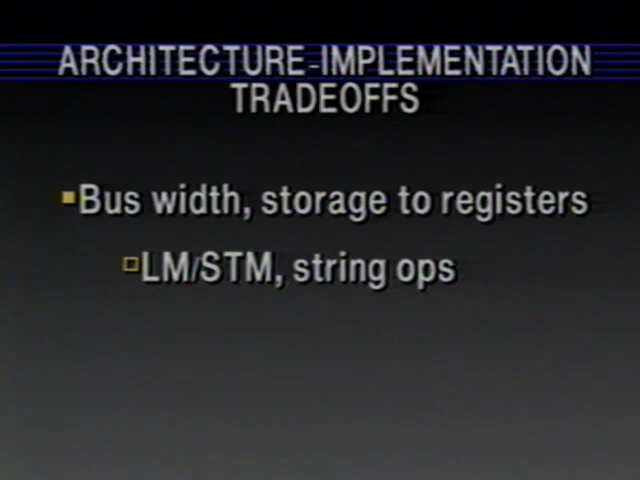 ARCHITECTURE-IMPLEMENTATION
TRADEOFFS
Bus width, storage to registers
LM/STM, string ops